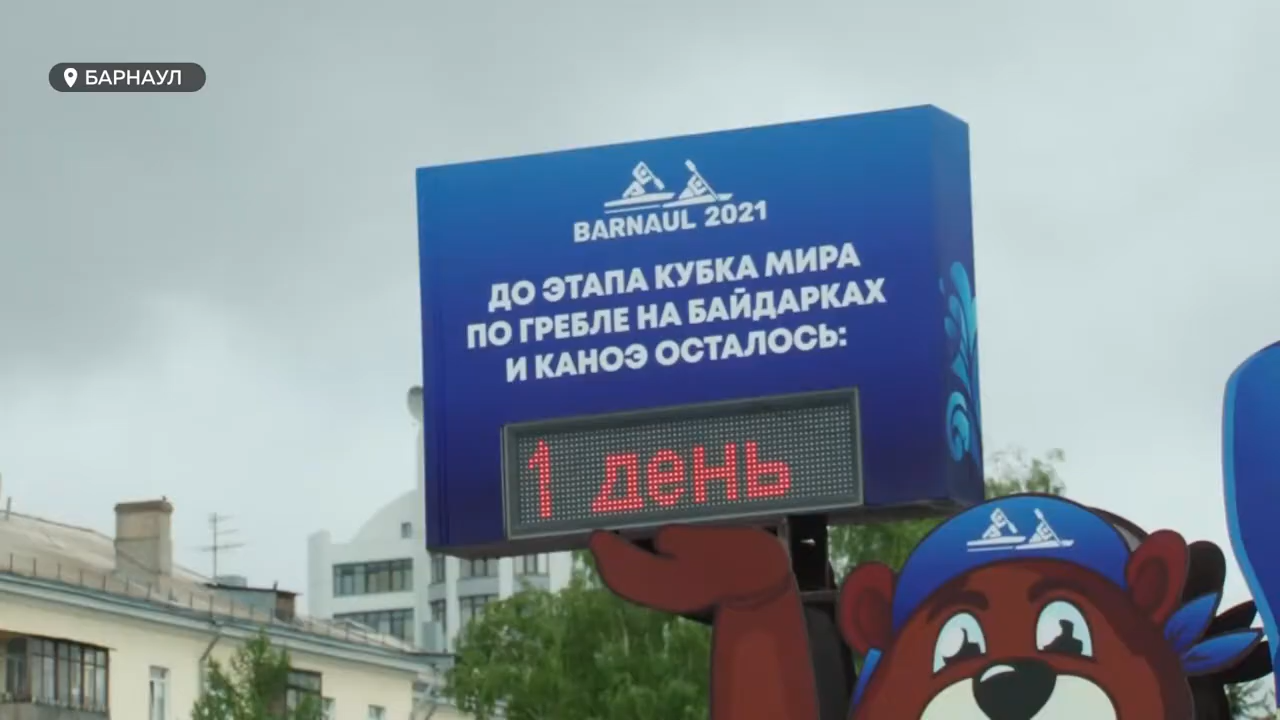 БАРНАУЛ
BARNAUL 2021
ДО ЭТАПА КУБКА МИРА
ПО ГРЕБЛЕ НА БАЙДАРКАХ
И КАНОЭ ОСТАЛОСЬ:
1 день